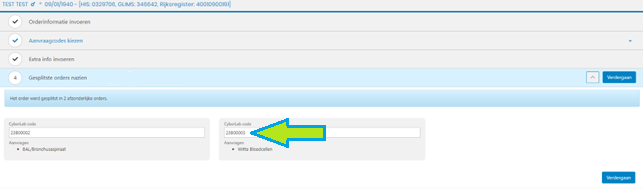 TEST TEST ♂ * 09/01/1940 - [HIS: 0329708, GLIMS: 346642, Rijksregister: 40010900191]
Orderinformatie invoeren
Aanvraagcodes kiezen
Extra info invoeren
4 Gesplitste orders nazien Verdergaan
Het order werd gesplitst in 2 afzonderlijke orders.
CyberLab-code CyberLab-code
23B00002 23B00003
Aanvragen Aanvragen
• BAL/Bronchusaspiraat • Witte Bloedcellen
Verdergaan